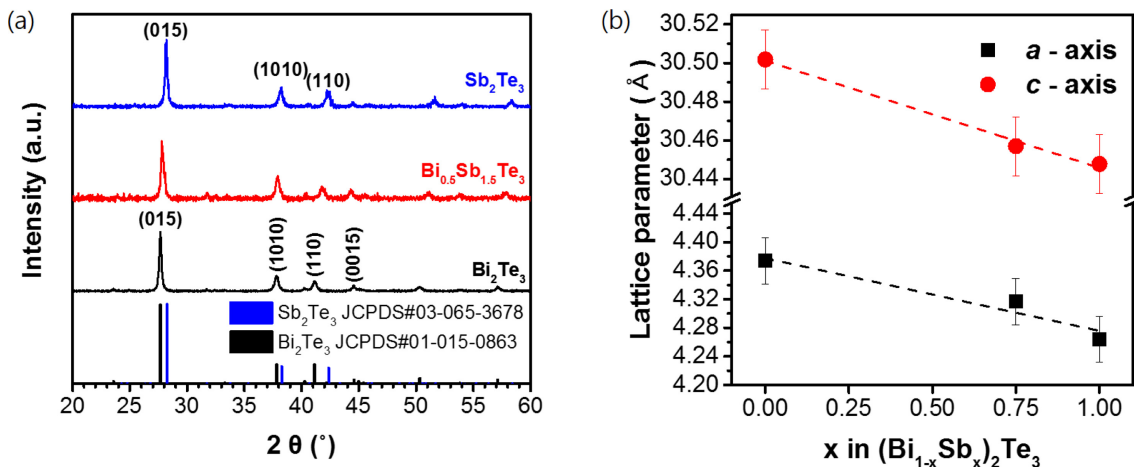 (a)
Intensity (a.u.)
(015)
(1010)
(110)
Sb₂Te₃
Bi₀.₅Sb₁.₅Te₃
(015)
(1010)
(110)
(0015)
Bi₂Te₃
Sb₂Te₃ JCPDS#03-065-3678
Bi₂Te₃ JCPDS#01-015-0863
20 25 30 35 40 45 50 55 60
2 θ (°)
(b)
Lattice parameter (Å)
30.52
30.50
30.48
30.46
30.44
4.44
4.40
4.36
4.32
4.28
4.24
4.20
a - axis
c - axis
0.00 0.25 0.50 0.75 1.00
x in (Bi₁₋ₓSbₓ)₂Te₃